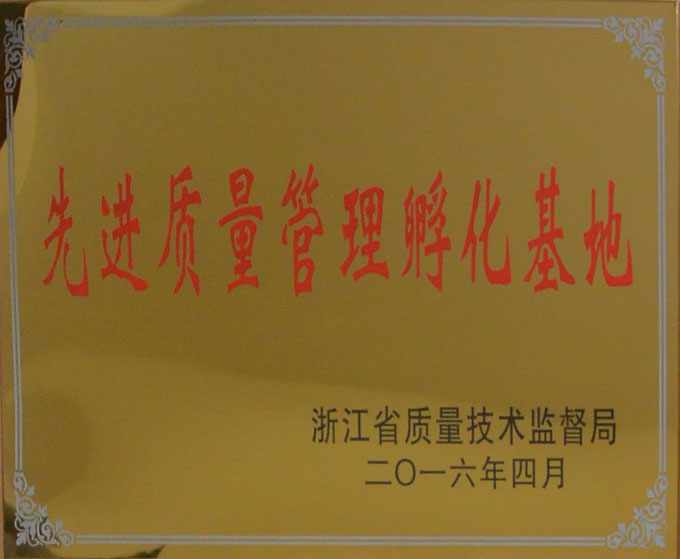 先进质量管理孵化基地
浙江省质量技术监督局
二〇一六年四月